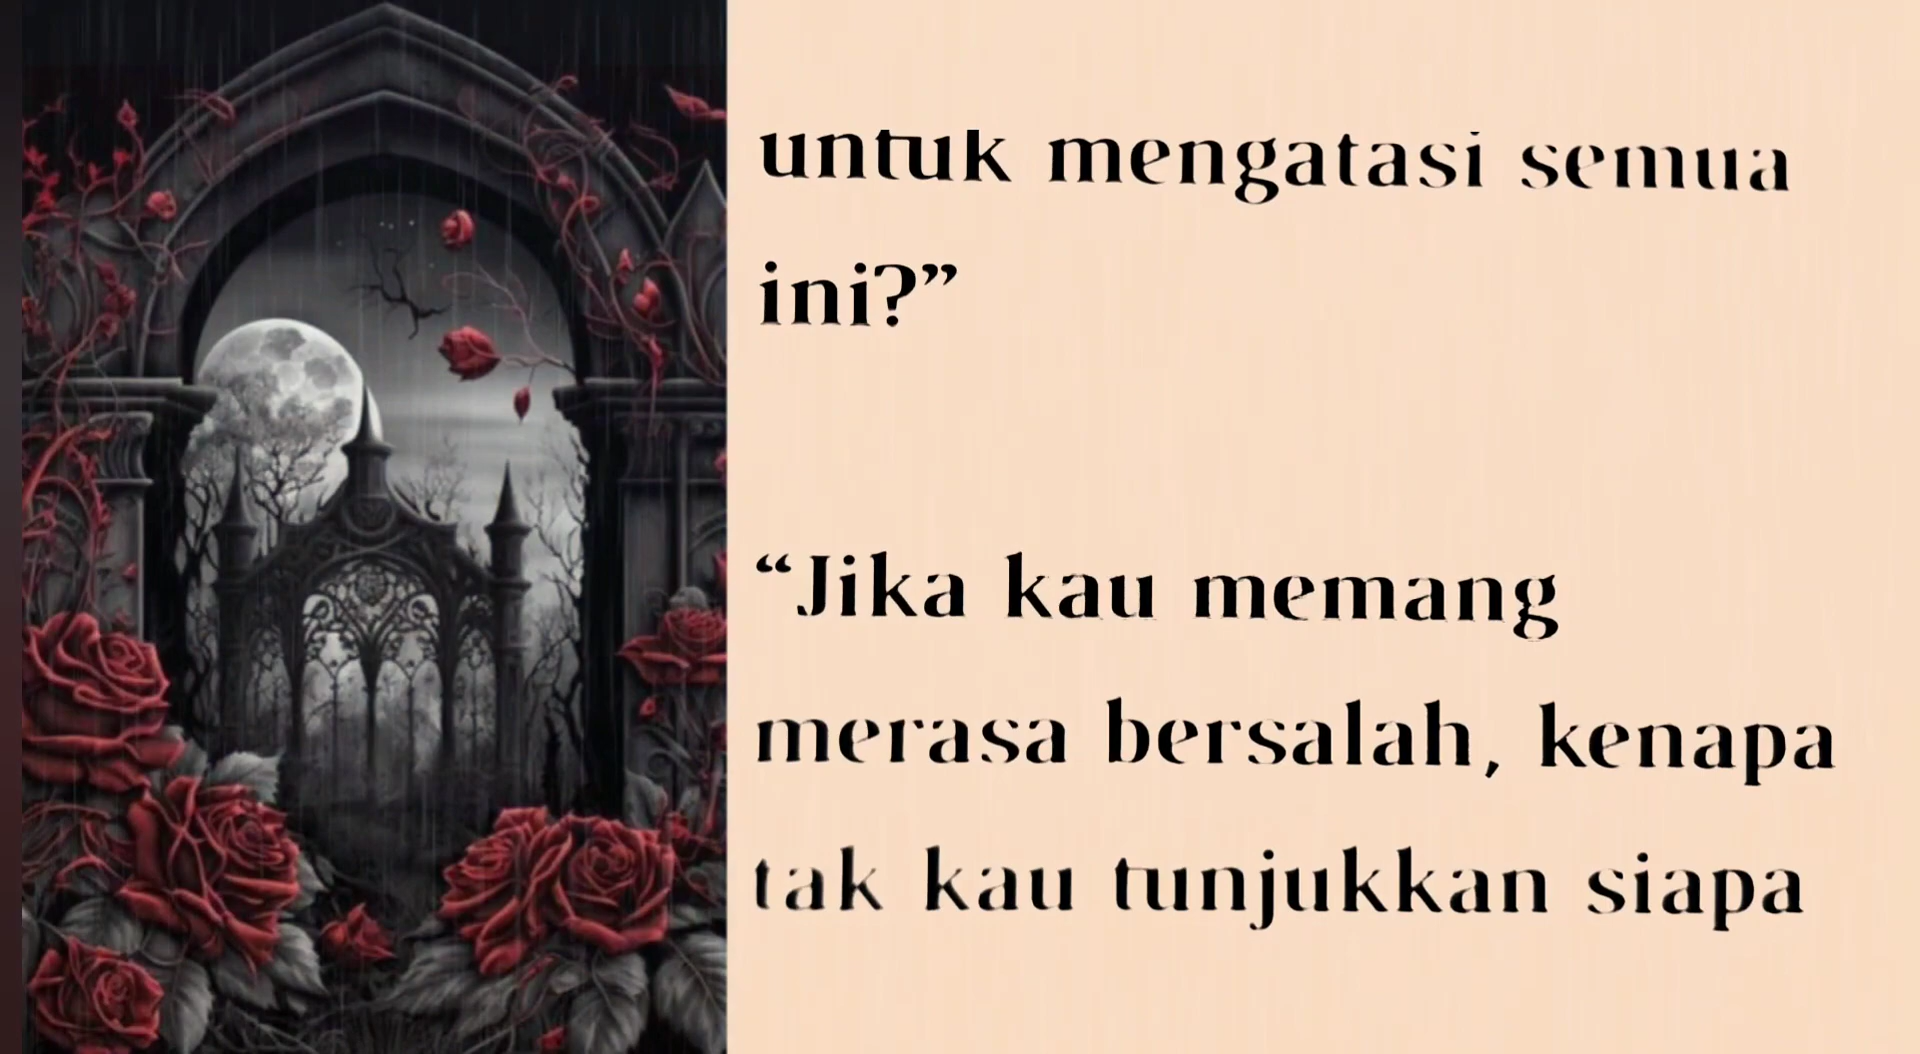 untuk mengatasi semua
ini?”
“Jika kau memang
merasa bersalah, kenapa
tak kau tunjukkan siapa